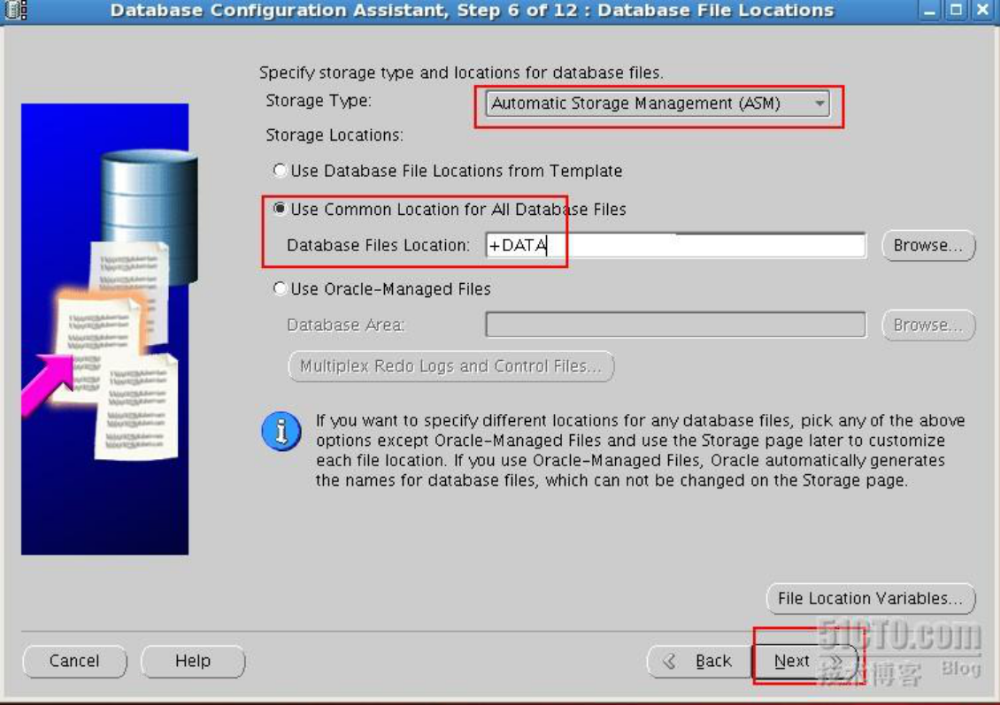 Database Configuration Assistant, Step 6 of 12 : Database File Locations
Specify storage type and locations for database files.
Storage Type:
Automatic Storage Management (ASM)
Storage Locations:
Use Database File Locations from Template
Use Common Location for All Database Files
Database Files Location:
+DATA
Browse...
Use Oracle-Managed Files
Database Area:
Browse...
Multiplex Redo Logs and Control Files...
If you want to specify different locations for any database files, pick any of the above
options except Oracle-Managed Files and use the Storage page later to customize
each file location. If you use Oracle-Managed Files, Oracle automatically generates
the names for database files, which can not be changed on the Storage page.
File Location Variables...
51CTO.com
Cancel
Help
Back
Next
技术博客 Blog